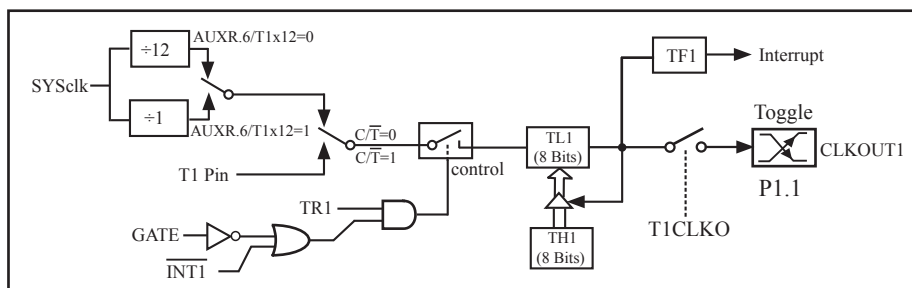 AUXR.6/T1x12=0
÷12
SYSclk
÷1
AUXR.6/T1x12=1
C/T̅=0
C/T̅=1
T1 Pin
control
TR1
GATE
I̅N̅T̅1̅
TL1
(8 Bits)
TH1
(8 Bits)
TF1
Interrupt
Toggle
CLKOUT1
P1.1
T1CLKO